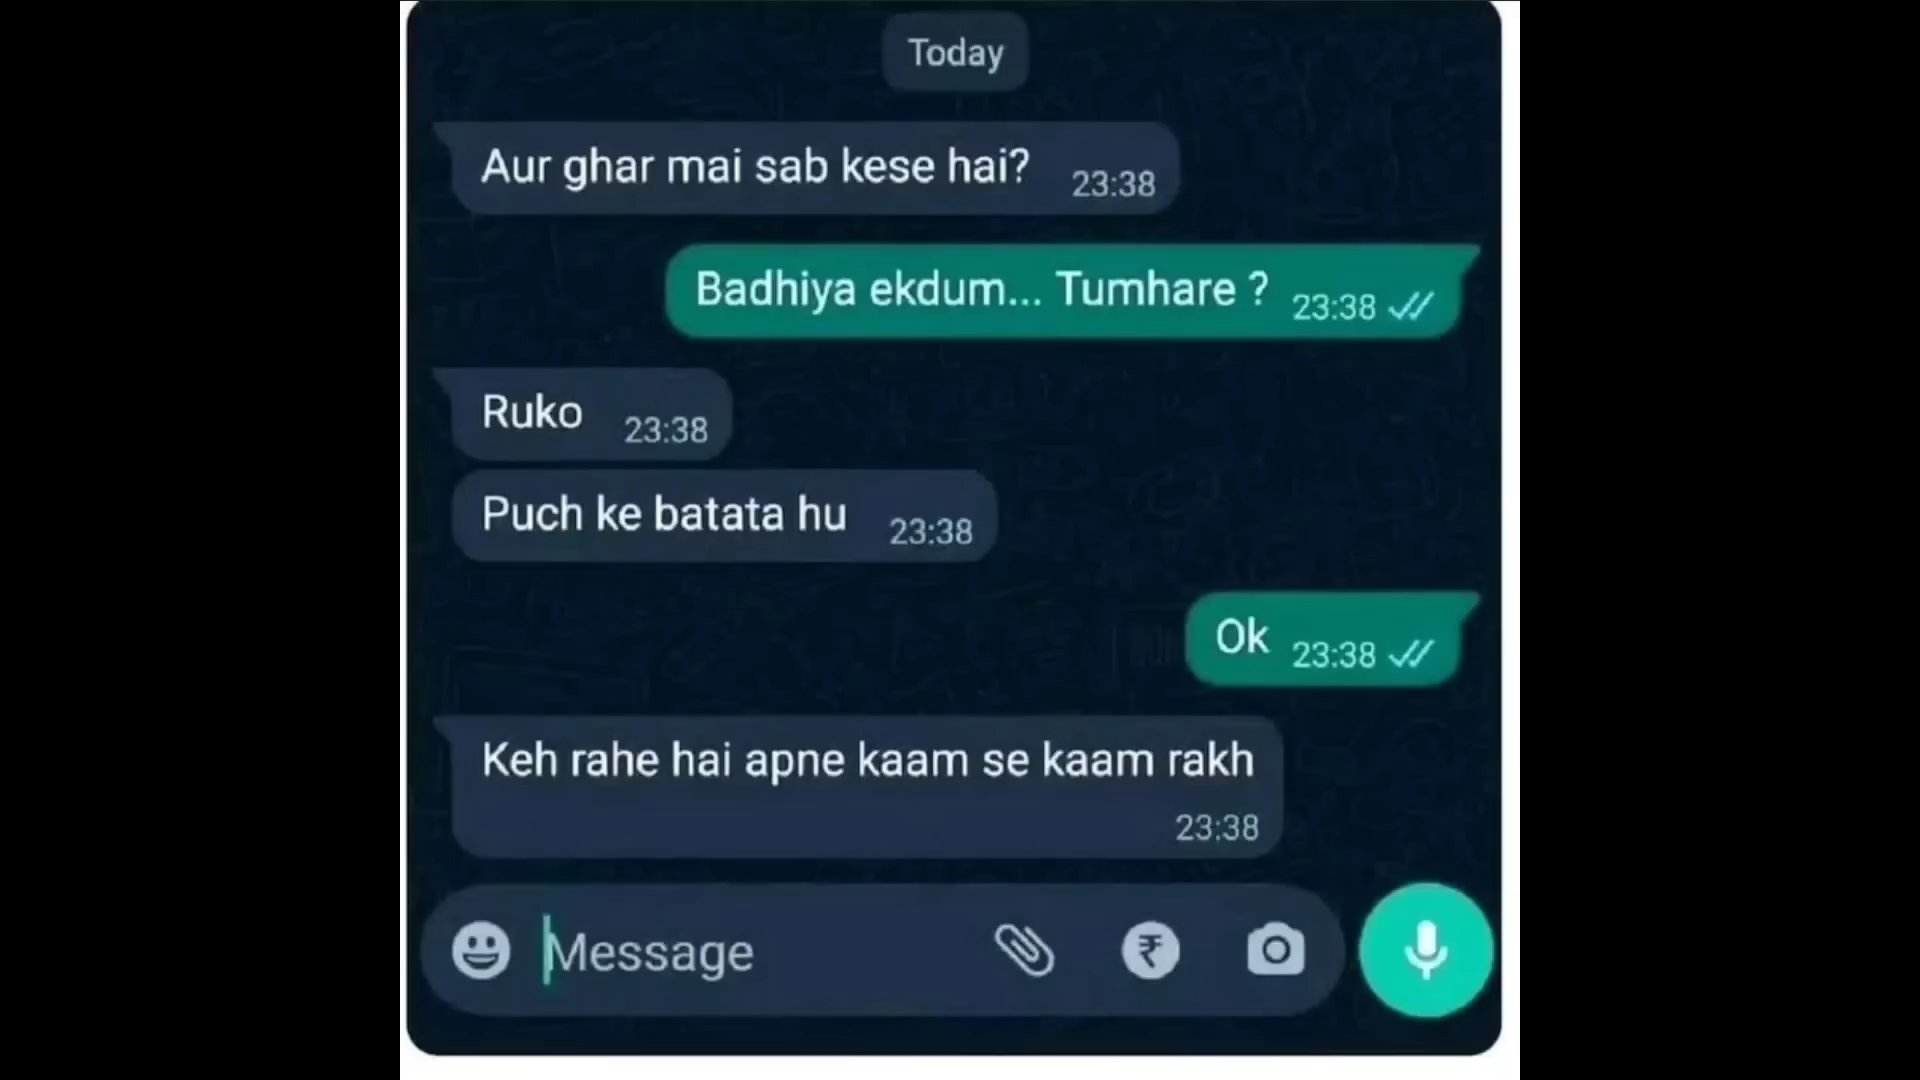 Today
Aur ghar mai sab kese hai? 23:38
Badhiya ekdum... Tumhare ? 23:38
Ruko 23:38
Puch ke batata hu 23:38
Ok 23:38
Keh rahe hai apne kaam se kaam rakh
23:38
Message
₹